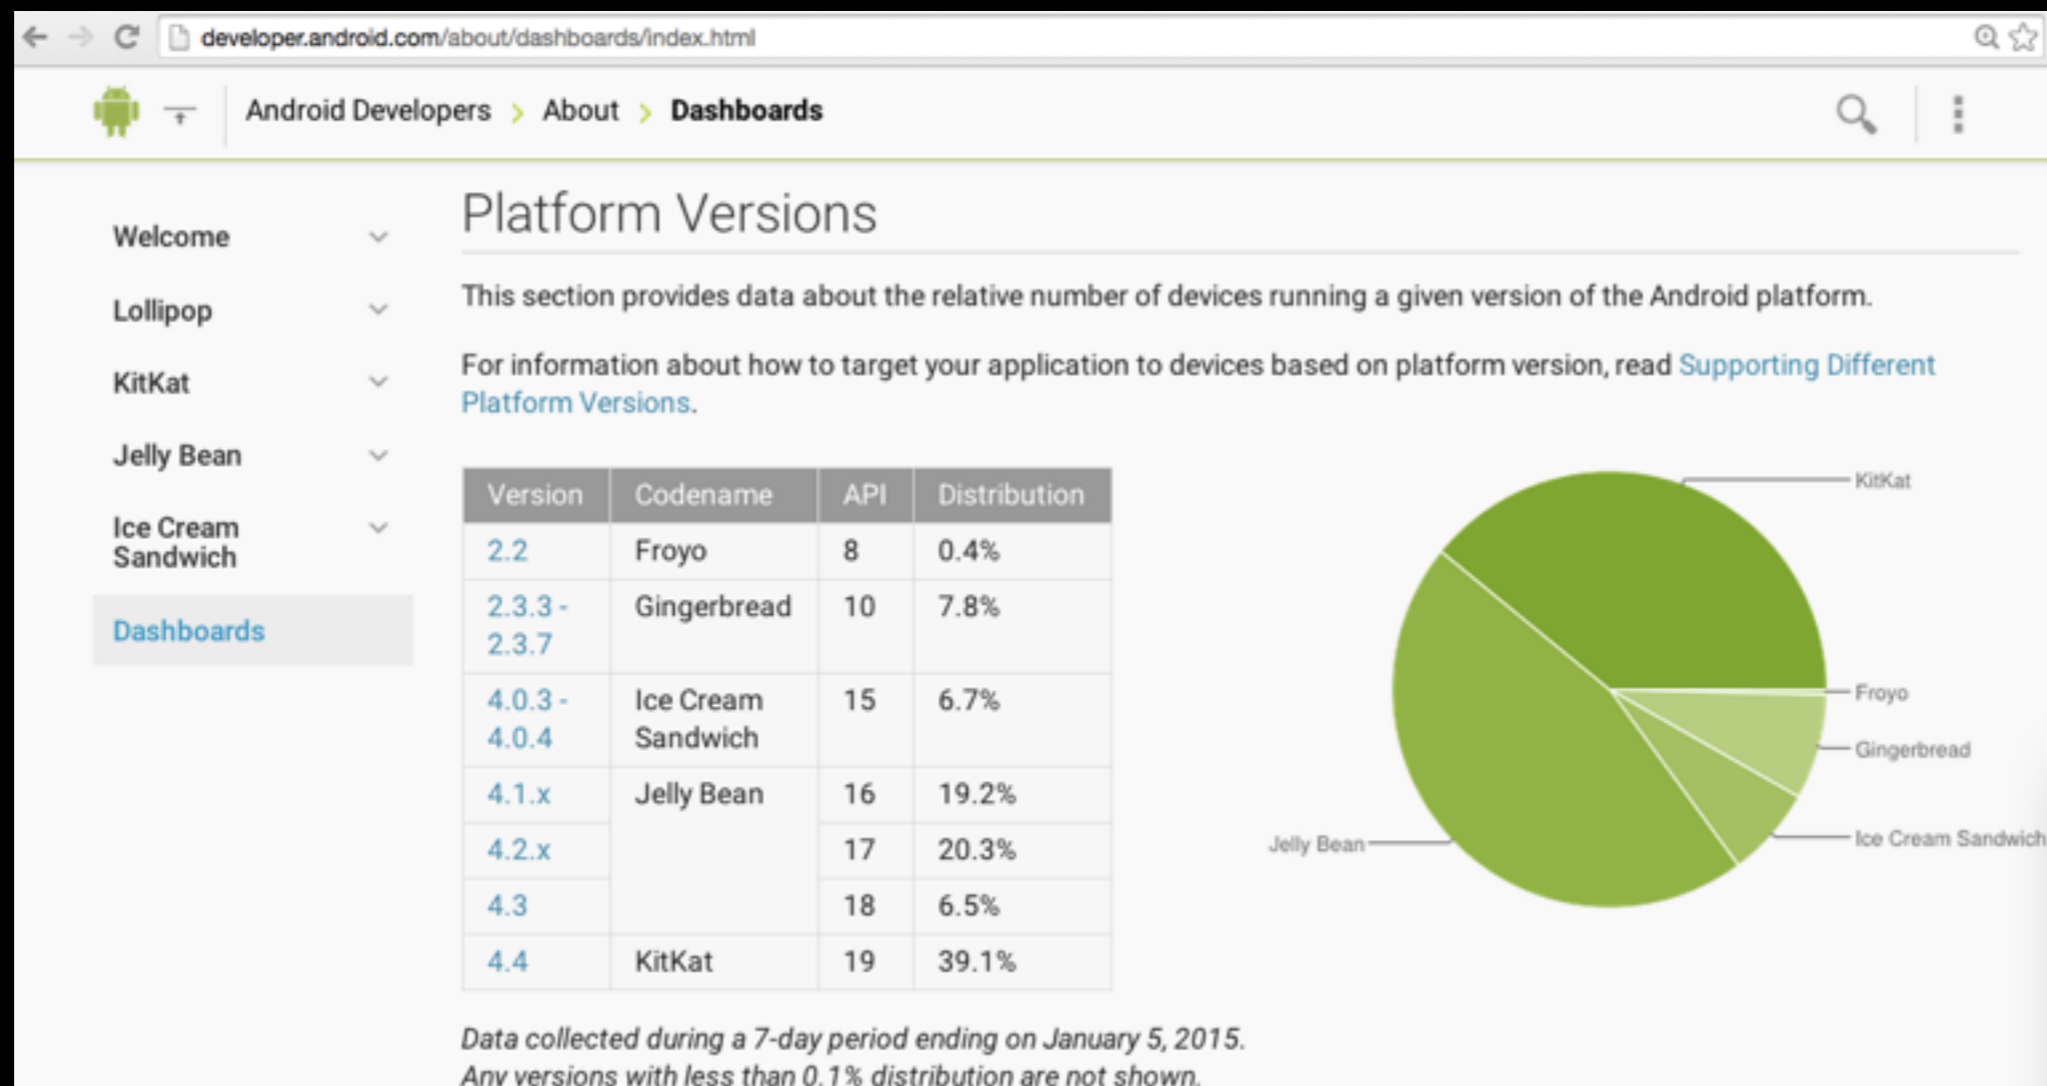 developer.android.com/about/dashboards/index.html
Android Developers > About > Dashboards
Welcome
Lollipop
KitKat
Jelly Bean
Ice Cream
Sandwich
Dashboards
Platform Versions
This section provides data about the relative number of devices running a given version of the Android platform.
For information about how to target your application to devices based on platform version, read Supporting Different
Platform Versions.
Version Codename API Distribution
2.2 Froyo 8 0.4%
2.3.3 - Gingerbread 10 7.8%
2.3.7
4.0.3 - Ice Cream 15 6.7%
4.0.4 Sandwich
4.1.x Jelly Bean 16 19.2%
4.2.x 17 20.3%
4.3 18 6.5%
4.4 KitKat 19 39.1%
KitKat
Froyo
Gingerbread
Ice Cream Sandwich
Jelly Bean
Data collected during a 7-day period ending on January 5, 2015.
Any versions with less than 0.1% distribution are not shown.